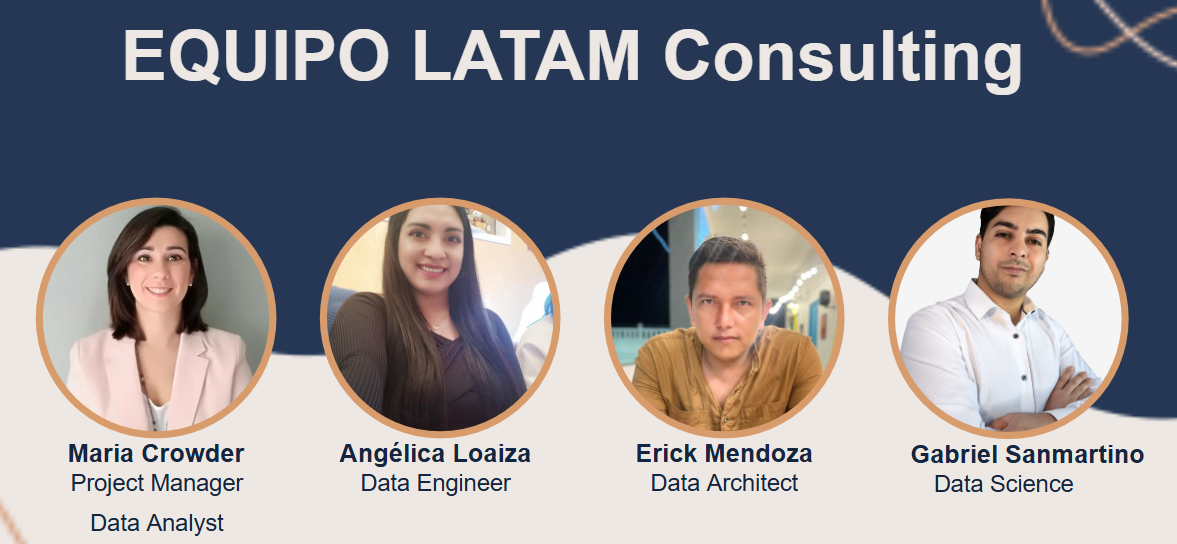 EQUIPO LATAM Consulting
Maria Crowder
Project Manager
Data Analyst
Angélica Loaiza
Data Engineer
Erick Mendoza
Data Architect
Gabriel Sanmartino
Data Science